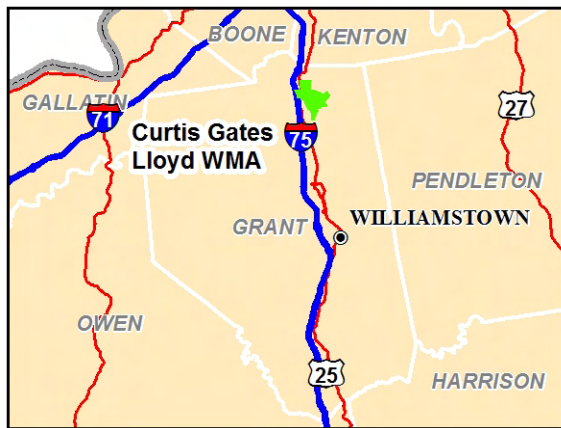 BOONE
KENTON
GALLATIN
71
Curtis Gates
Lloyd WMA
75
27
PENDLETON
WILLIAMSTOWN
GRANT
OWEN
25
HARRISON